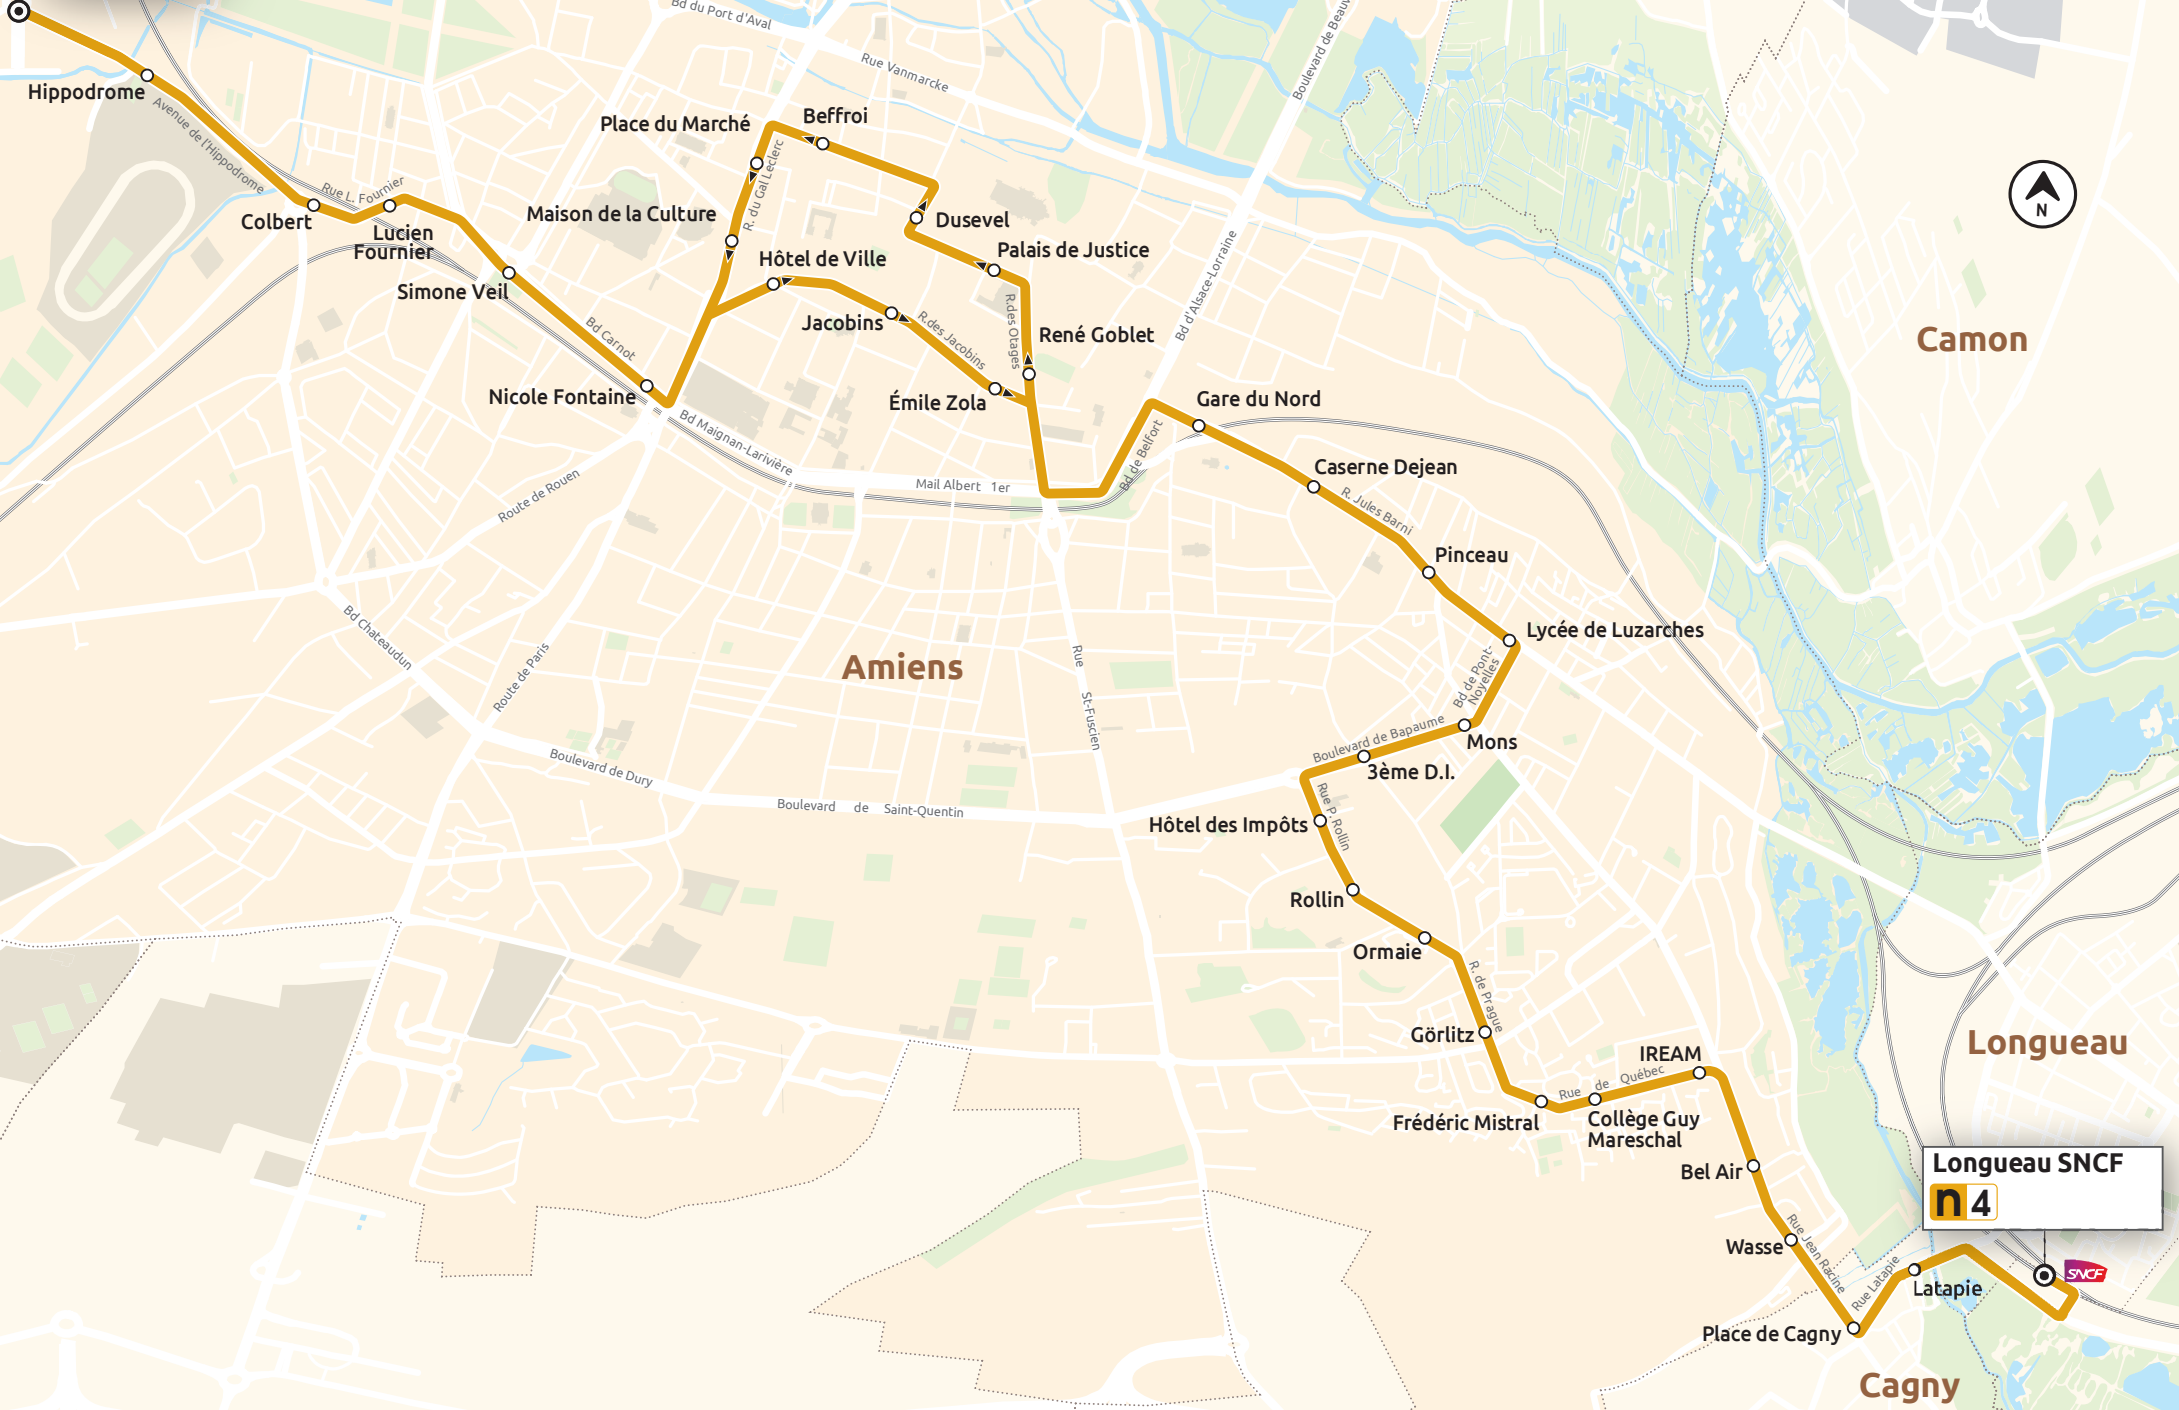 Bd du Port d'Aval
Rue Vanmarcke
Hippodrome
Avenue de l'Hippodrome
Place du Marché
Beffroi
R. du Gal Leclerc
Rue L. Fournier
Colbert
Lucien
Fournier
Maison de la Culture
Dusevel
Palais de Justice
Hôtel de Ville
Simone Veil
Jacobins
R.des Jacobins
R.des Otages
René Goblet
Bd d'Alsace-Lorraine
N
Camon
Bd Carnot
Nicole Fontaine
Émile Zola
Gare du Nord
Bd Maignan-Larivière
Bd de Belfort
Mail Albert 1er
Caserne Dejean
R. Jules Barni
Route de Rouen
Pinceau
Bd Chateaudun
Lycée de Luzarches
Amiens
Rue
St-Fuscien
Route de Paris
Bd de Pont-
Noyelles
Boulevard de Bapaume
Mons
3ème D.I.
Boulevard de Dury
Boulevard de Saint-Quentin
Rue P. Rollin
Hôtel des Impôts
Rollin
Ormaie
R. de Prague
Görlitz
IREAM
Longueau
Rue de Québec
Frédéric Mistral
Collège Guy
Mareschal
Bel Air
Longueau SNCF
n 4
Wasse
Rue Jean Racine
Rue Latapie
Latapie
SNCF
Place de Cagny
Cagny